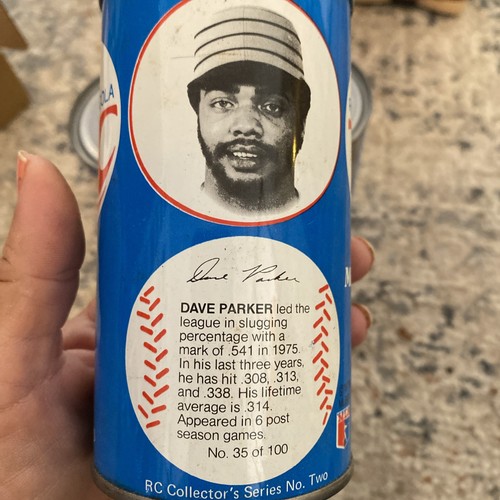 OLA
Dave Parker
DAVE PARKER led the
league in slugging
percentage with a
mark of .541 in 1975.
In his last three years,
he has hit .308, .313,
and .338. His lifetime
average is .314.
Appeared in 6 post
season games.
No. 35 of 100
RC Collector's Series No. Two